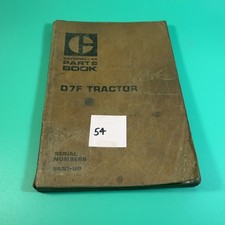 CATERPILLAR
PARTS
BOOK
D7F TRACTOR
54
SERIAL
NUMBERS